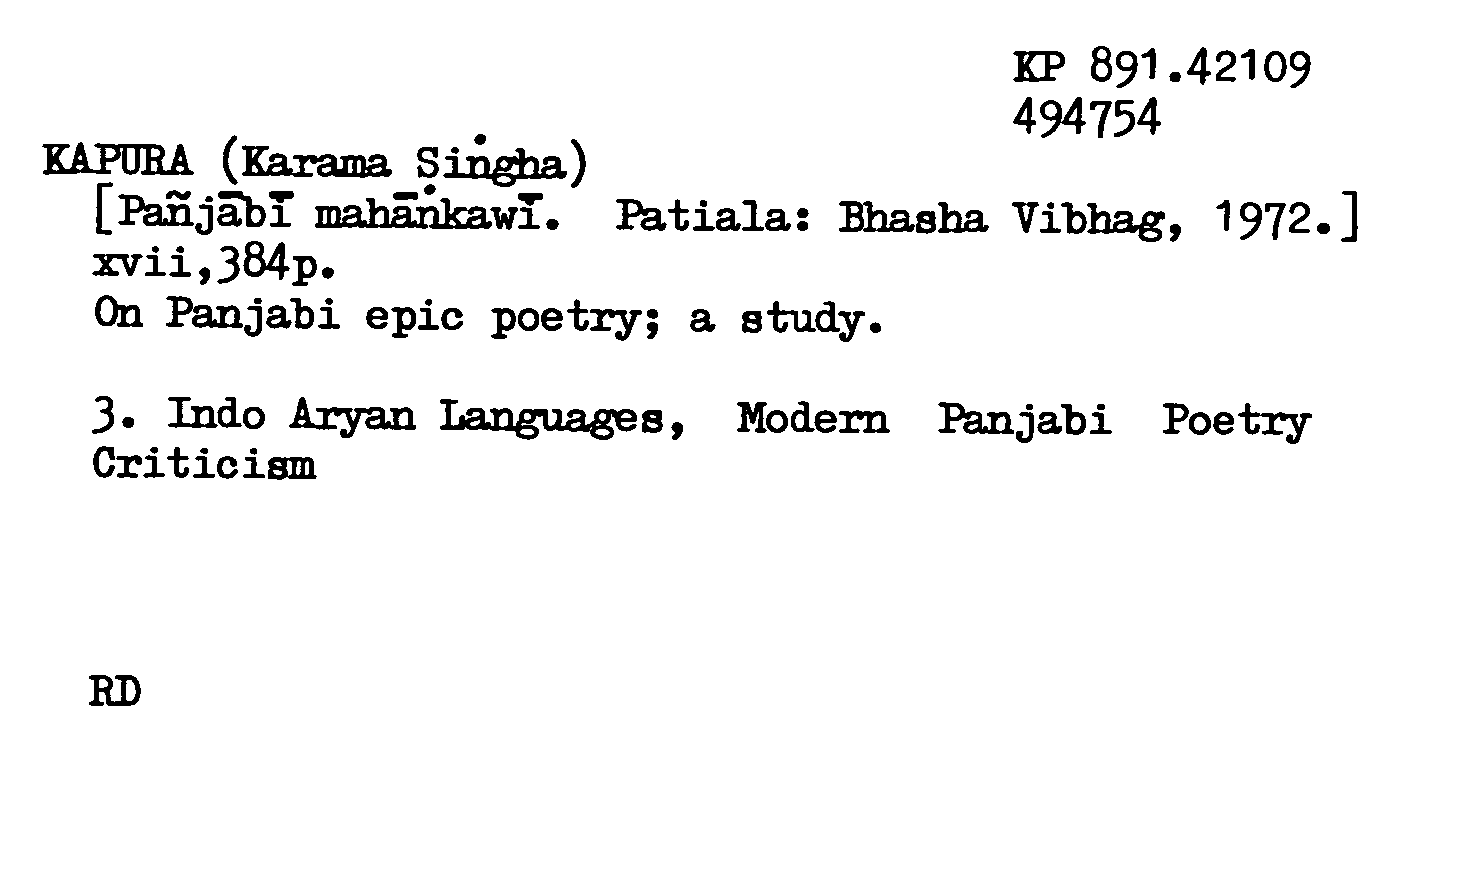 KP 891.42109
494754
KAPURA (Karama Siṅgha)
[Pañjābī mahāṅkawī. Patiala: Bhasha Vibhag, 1972.]
xvii,384p.
On Panjabi epic poetry; a study.
3. Indo Aryan Languages, Modern Panjabi Poetry
Criticism
RD